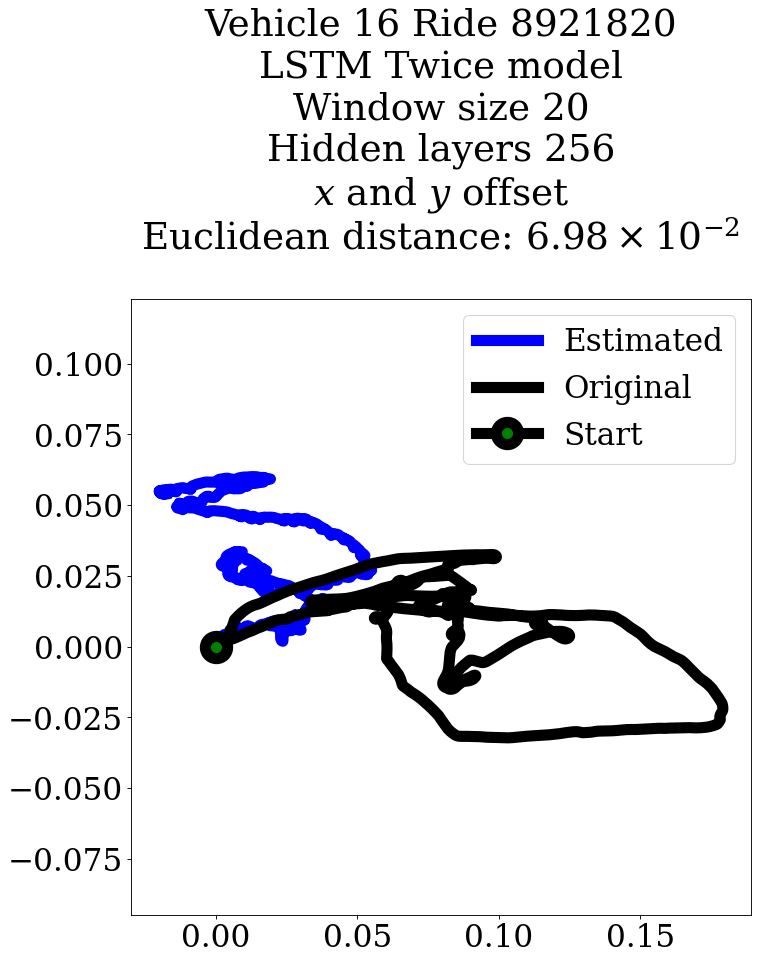 Vehicle 16 Ride 8921820
LSTM Twice model
Window size 20
Hidden layers 256
x and y offset
Euclidean distance: 6.98 × 10⁻²
Estimated
Original
Start
0.100
0.075
0.050
0.025
0.000
−0.025
−0.050
−0.075
0.00 0.05 0.10 0.15